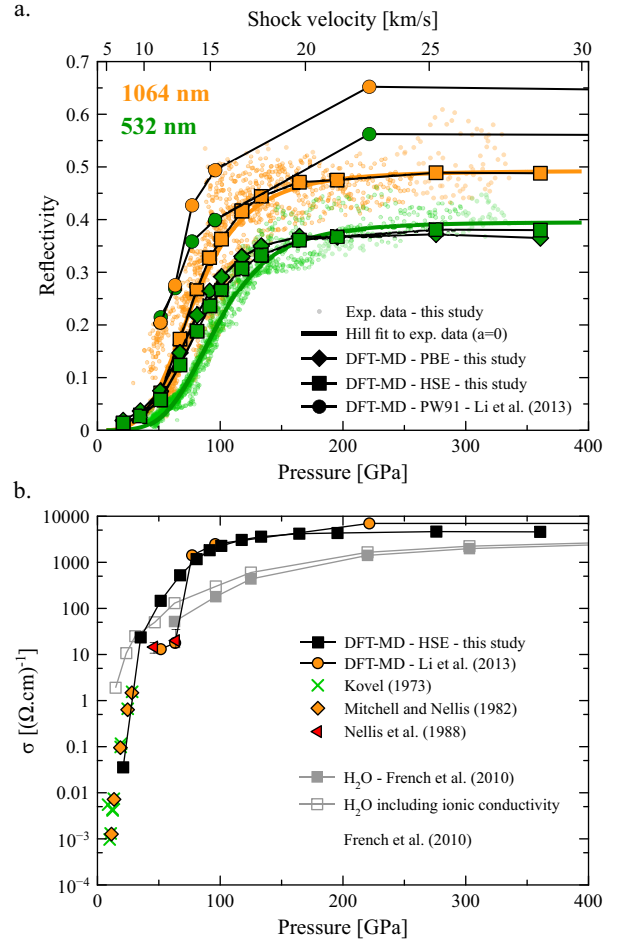 a.
Shock velocity [km/s]
5 10 15 20 25 30
0.7
0.6
0.5
0.4
0.3
0.2
0.1
0
Reflectivity
1064 nm
532 nm
Exp. data - this study
Hill fit to exp. data (a=0)
DFT-MD - PBE - this study
DFT-MD - HSE - this study
DFT-MD - PW91 - Li et al. (2013)
0 100 200 300 400
Pressure [GPa]
b.
10000
1000
100
10
1
0.1
0.01
10⁻³
10⁻⁴
σ [(Ω.cm)⁻¹
DFT-MD - HSE - this study
DFT-MD - Li et al. (2013)
Kovel (1973)
Mitchell and Nellis (1982)
Nellis et al. (1988)
H₂O - French et al. (2010)
H₂O including ionic conductivity
French et al. (2010)
0 100 200 300 400
Pressure [GPa]